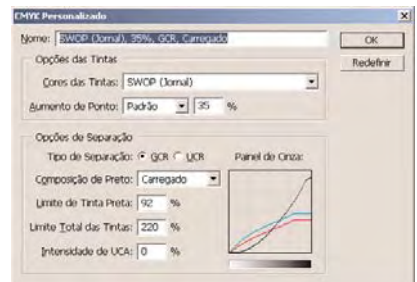 CMYK Personalizado
Nome: SWOP (Jornal), 35%, GCR, Carregado
OK
Redefinir
Opções das Tintas
Cores das Tintas: SWOP (Jornal)
Aumento de Ponto: Padrão 35 %
Opções de Separação
Tipo de Separação: GCR UCR
Painel de Cinza:
Composição de Preto: Carregado
Limite de Tinta Preta: 92 %
Limite Total das Tintas: 220 %
Intensidade de UCA: 0 %